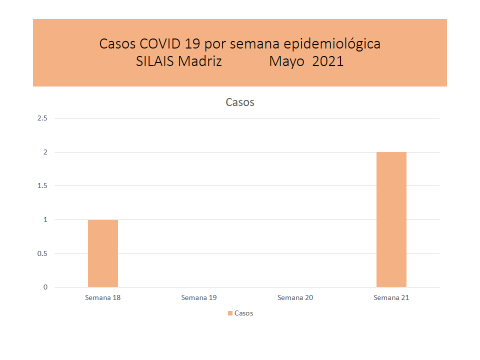 Casos COVID 19 por semana epidemiológica
SILAIS Madriz Mayo 2021
Casos
2.5
2
1.5
1
0.5
0
Semana 18 Semana 19 Semana 20 Semana 21
Casos